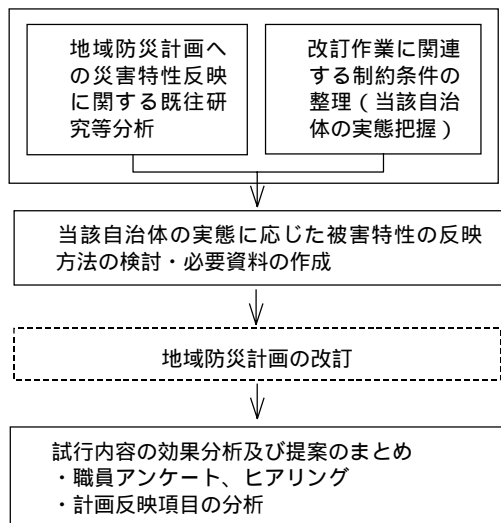 地域防災計画へ
の災害特性反映
に関する既往研
究等分析
改訂作業に関連
する制約条件の
整理（当該自治
体の実態把握）
当該自治体の実態に応じた被害特性の反映
方法の検討・必要資料の作成
地域防災計画の改訂
試行内容の効果分析及び提案のまとめ
・職員アンケート、ヒアリング
・計画反映項目の分析